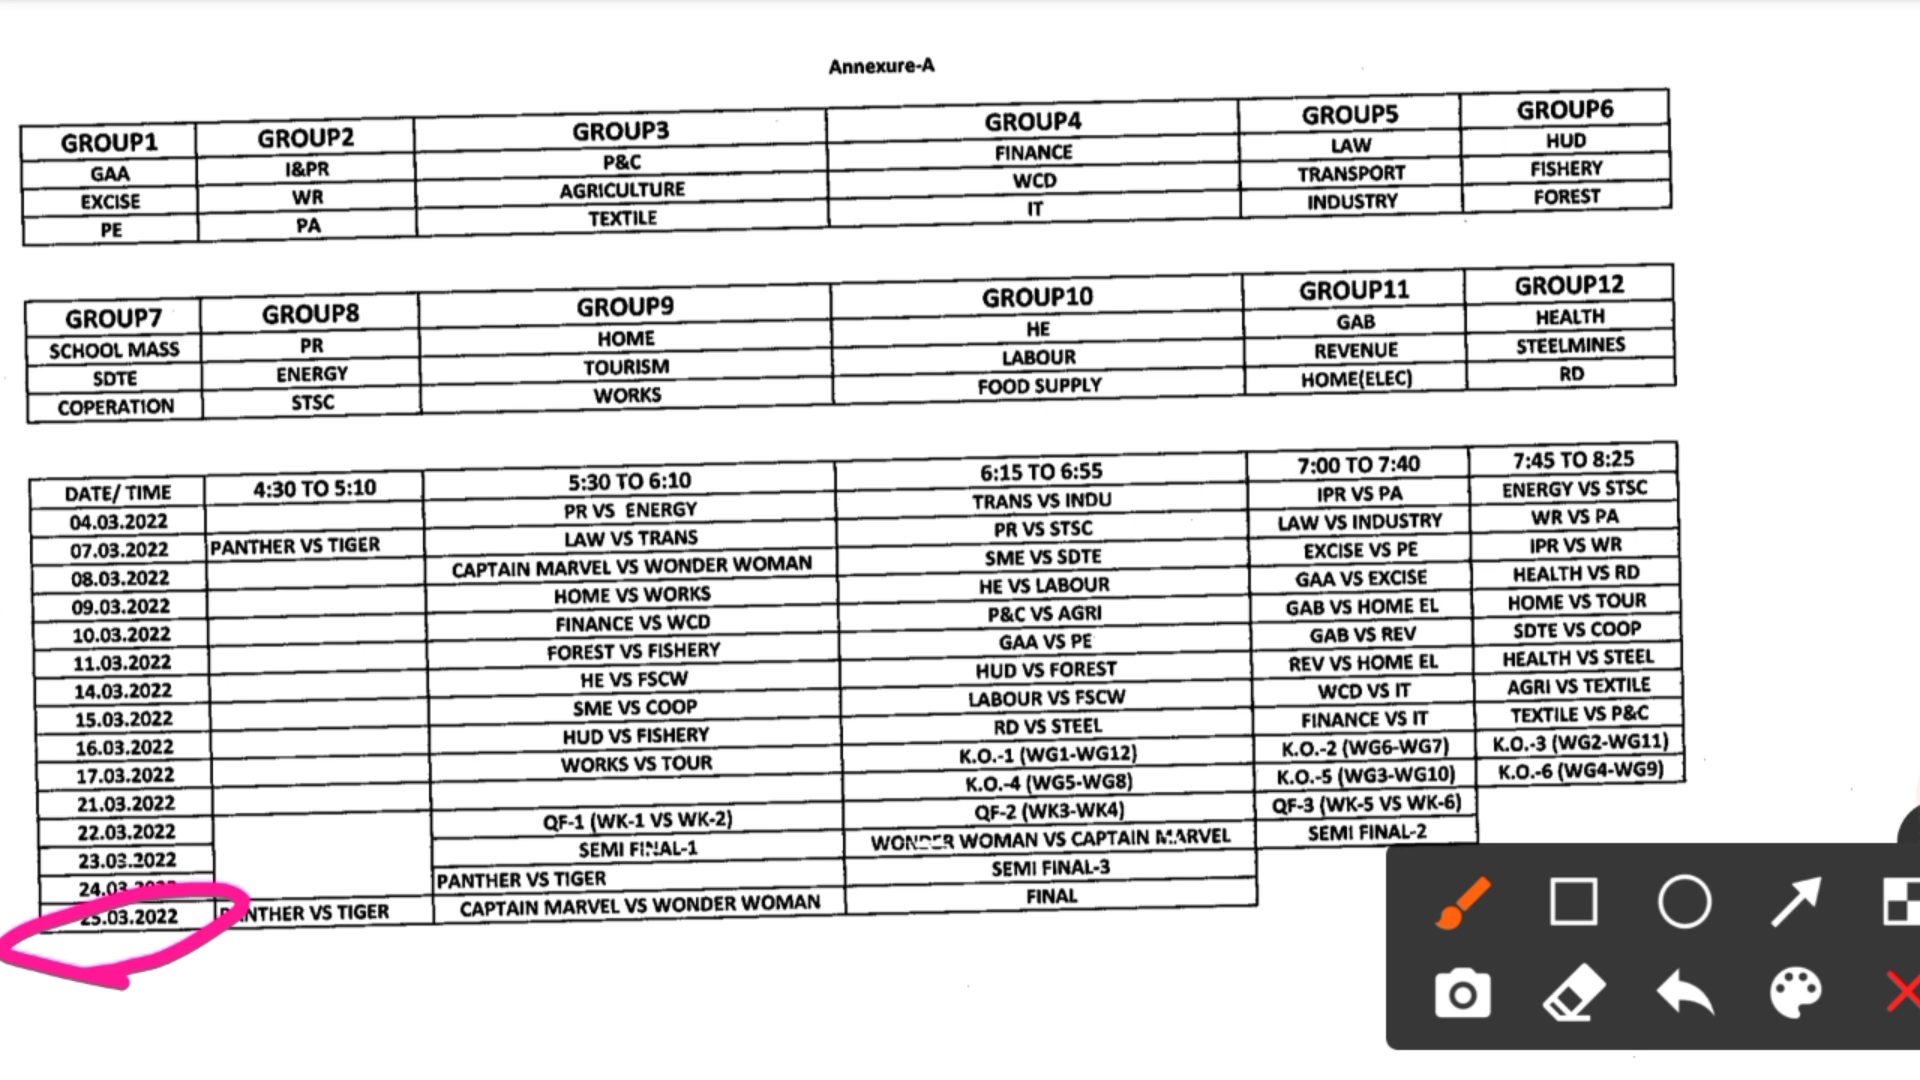 Annexure-A
GROUP1 GROUP2 GROUP3 GROUP4 GROUP5 GROUP6
GAA I&PR P&C FINANCE LAW HUD
EXCISE WR AGRICULTURE WCD TRANSPORT FISHERY
PE PA TEXTILE IT INDUSTRY FOREST
GROUP7 GROUP8 GROUP9 GROUP10 GROUP11 GROUP12
SCHOOL MASS PR HOME HE GAB HEALTH
SDTE ENERGY TOURISM LABOUR REVENUE STEELMINES
COPERATION STSC WORKS FOOD SUPPLY HOME(ELEC) RD
DATE/ TIME 4:30 TO 5:10 5:30 TO 6:10 6:15 TO 6:55 7:00 TO 7:40 7:45 TO 8:25
04.03.2022 PR VS ENERGY TRANS VS INDU IPR VS PA ENERGY VS STSC
07.03.2022 PANTHER VS TIGER LAW VS TRANS PR VS STSC LAW VS INDUSTRY WR VS PA
08.03.2022 CAPTAIN MARVEL VS WONDER WOMAN SME VS SDTE EXCISE VS PE IPR VS WR
09.03.2022 HOME VS WORKS HE VS LABOUR GAA VS EXCISE HEALTH VS RD
10.03.2022 FINANCE VS WCD P&C VS AGRI GAB VS HOME EL HOME VS TOUR
11.03.2022 FOREST VS FISHERY GAA VS PE GAB VS REV SDTE VS COOP
14.03.2022 HE VS FSCW HUD VS FOREST REV VS HOME EL HEALTH VS STEEL
15.03.2022 SME VS COOP LABOUR VS FSCW WCD VS IT AGRI VS TEXTILE
16.03.2022 HUD VS FISHERY RD VS STEEL FINANCE VS IT TEXTILE VS P&C
17.03.2022 WORKS VS TOUR K.O.-1 (WG1-WG12) K.O.-2 (WG6-WG7) K.O.-3 (WG2-WG11)
21.03.2022 K.O.-4 (WG5-WG8) K.O.-5 (WG3-WG10) K.O.-6 (WG4-WG9)
22.03.2022 QF-1 (WK-1 VS WK-2) QF-2 (WK3-WK4) QF-3 (WK-5 VS WK-6)
23.03.2022 SEMI FINAL-1 WONDER WOMAN VS CAPTAIN MARVEL SEMI FINAL-2
24.03.2022 PANTHER VS TIGER SEMI FINAL-3
25.03.2022 PANTHER VS TIGER CAPTAIN MARVEL VS WONDER WOMAN FINAL